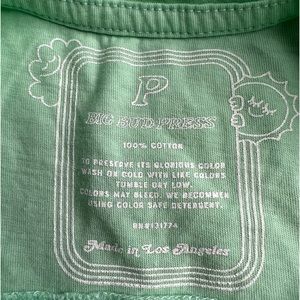 P
BIG BUD PRESS
100% COTTON
TO PRESERVE ITS GLORIOUS COLOR
WASH ON COLD WITH LIKE COLORS
TUMBLE DRY LOW.
COLORS MAY BLEED. WE RECOMMEND
USING COLOR SAFE DETERGENT.
RN#131774
Made in Los Angeles